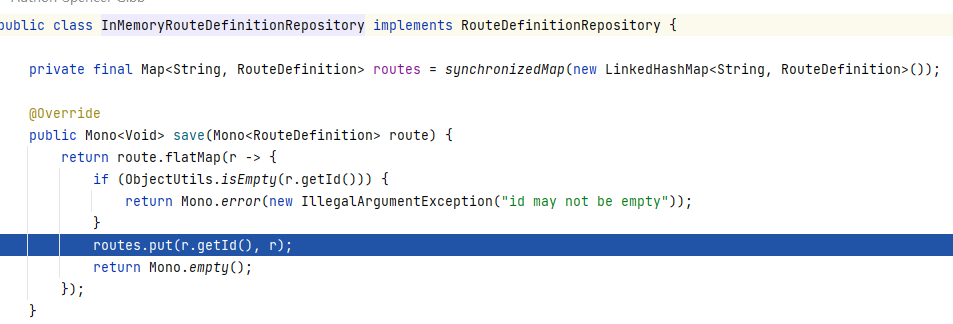 Author: Spencer Gibb
public class InMemoryRouteDefinitionRepository implements RouteDefinitionRepository {
private final Map<String, RouteDefinition> routes = synchronizedMap(new LinkedHashMap<String, RouteDefinition>());
@Override
public Mono<Void> save(Mono<RouteDefinition> route) {
return route.flatMap(r -> {
if (ObjectUtils.isEmpty(r.getId())) {
return Mono.error(new IllegalArgumentException("id may not be empty"));
}
routes.put(r.getId(), r);
return Mono.empty();
});
}